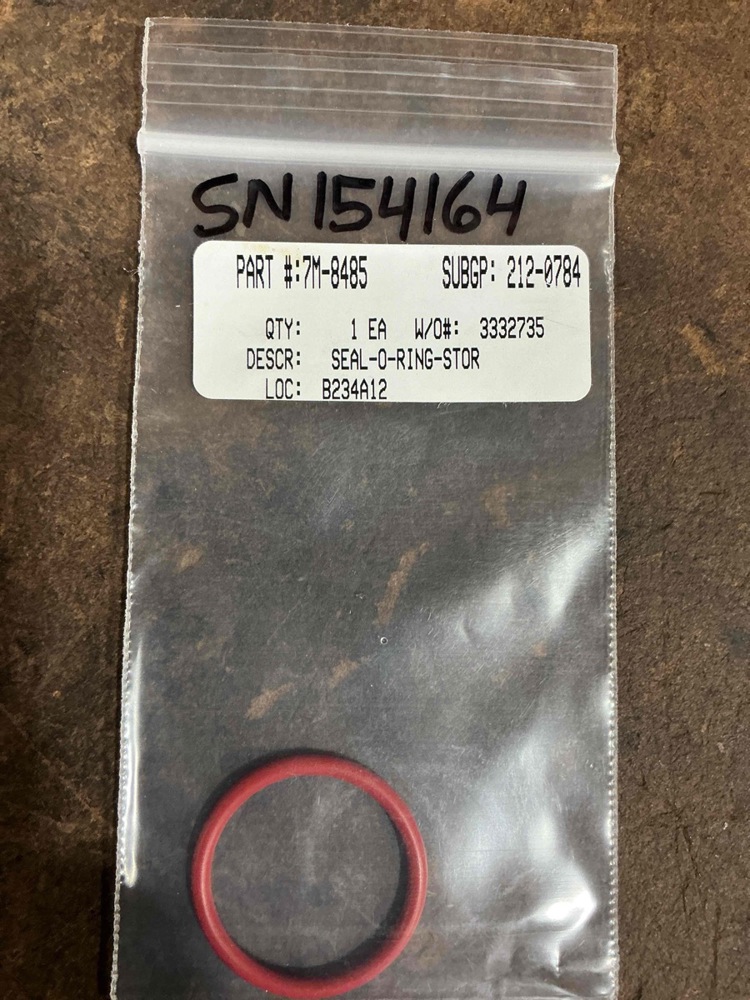 SN 154164
PART #:7M-8485 SUBGP: 212-0784
QTY: 1 EA W/O#: 3332735
DESCR: SEAL-O-RING-STOR
LOC: B234A12